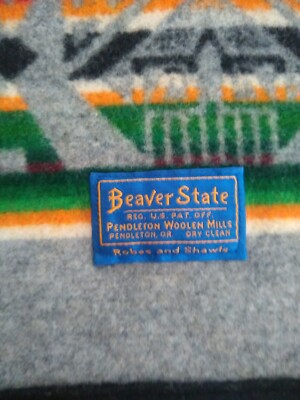 Beaver State
REG. U.S. PAT. OFF.
PENDLETON WOOLEN MILLS
PENDLETON, OR. DRY CLEAN
Robes and Shawls